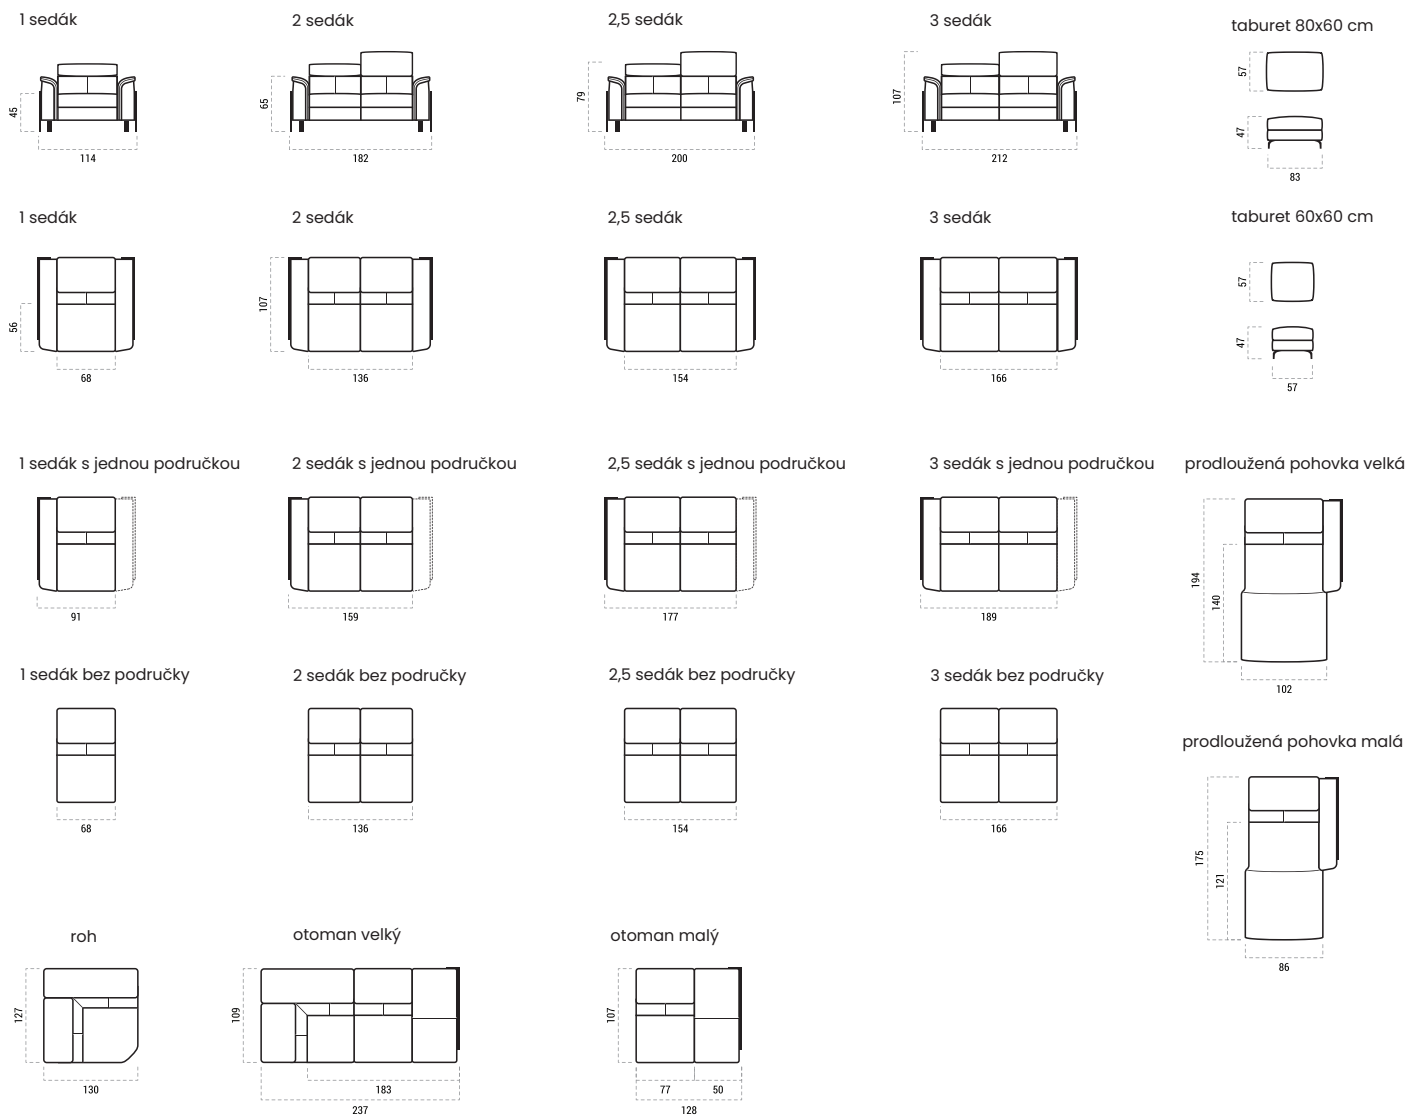 1 sedák
2 sedák
2,5 sedák
3 sedák
taburet 80x60 cm
45
114
65
182
79
200
107
212
57
47
83
1 sedák
2 sedák
2,5 sedák
3 sedák
taburet 60x60 cm
56
68
107
136
154
166
57
47
57
1 sedák s jednou područkou
2 sedák s jednou područkou
2,5 sedák s jednou područkou
3 sedák s jednou područkou
prodloužená pohovka velká
91
159
177
189
194
140
102
1 sedák bez područky
2 sedák bez područky
2,5 sedák bez područky
3 sedák bez područky
68
136
154
166
prodloužená pohovka malá
175
121
86
roh
otoman velký
otoman malý
127
130
109
183
237
107
77
50
128